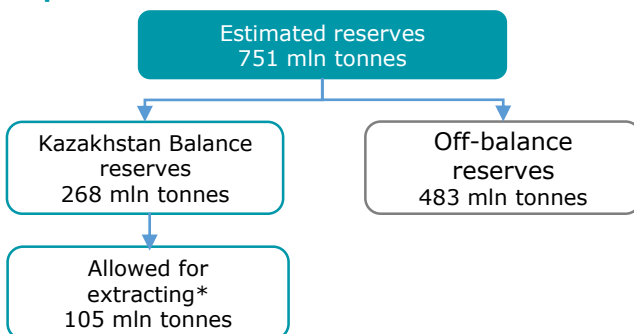 Estimated reserves
751 mln tonnes
Kazakhstan Balance
reserves
268 mln tonnes
Off-balance
reserves
483 mln tonnes
Allowed for
extracting*
105 mln tonnes